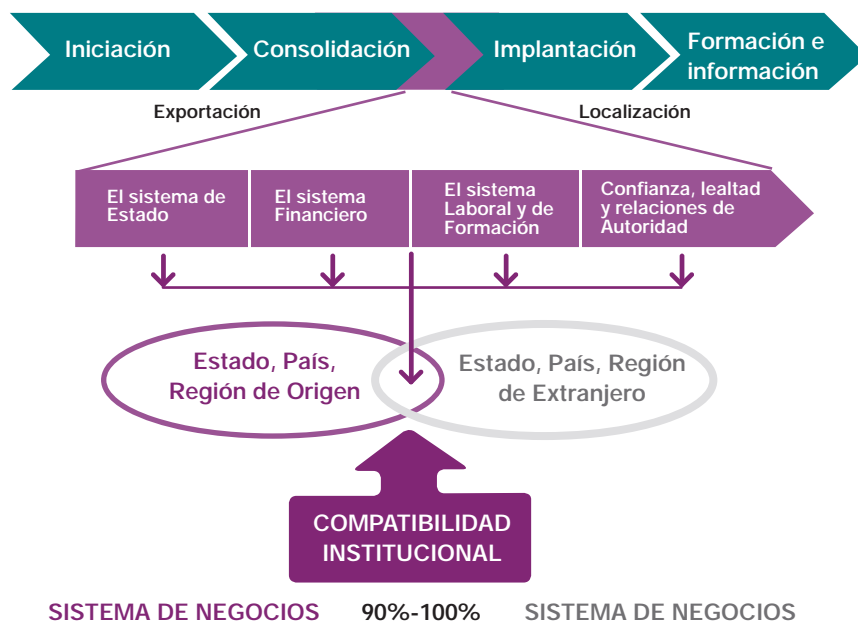 Iniciación
Consolidación
Implantación
Formación e
información
Exportación
Localización
El sistema de
Estado
El sistema
Financiero
El sistema
Laboral y de
Formación
Confianza, lealtad
y relaciones de
Autoridad
Estado, País,
Región de Origen
Estado, País, Región
de Extranjero
COMPATIBILIDAD
INSTITUCIONAL
SISTEMA DE NEGOCIOS 90%-100% SISTEMA DE NEGOCIOS